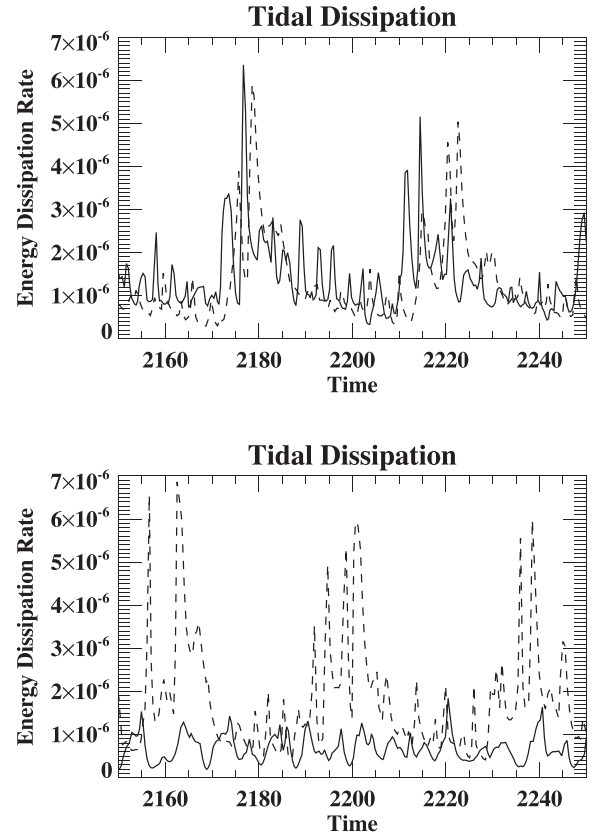 Tidal Dissipation
7×10⁻⁶
6×10⁻⁶
5×10⁻⁶
4×10⁻⁶
3×10⁻⁶
2×10⁻⁶
1×10⁻⁶
0
Energy Dissipation Rate
2160 2180 2200 2220 2240
Time
Tidal Dissipation
7×10⁻⁶
6×10⁻⁶
5×10⁻⁶
4×10⁻⁶
3×10⁻⁶
2×10⁻⁶
1×10⁻⁶
0
Energy Dissipation Rate
2160 2180 2200 2220 2240
Time